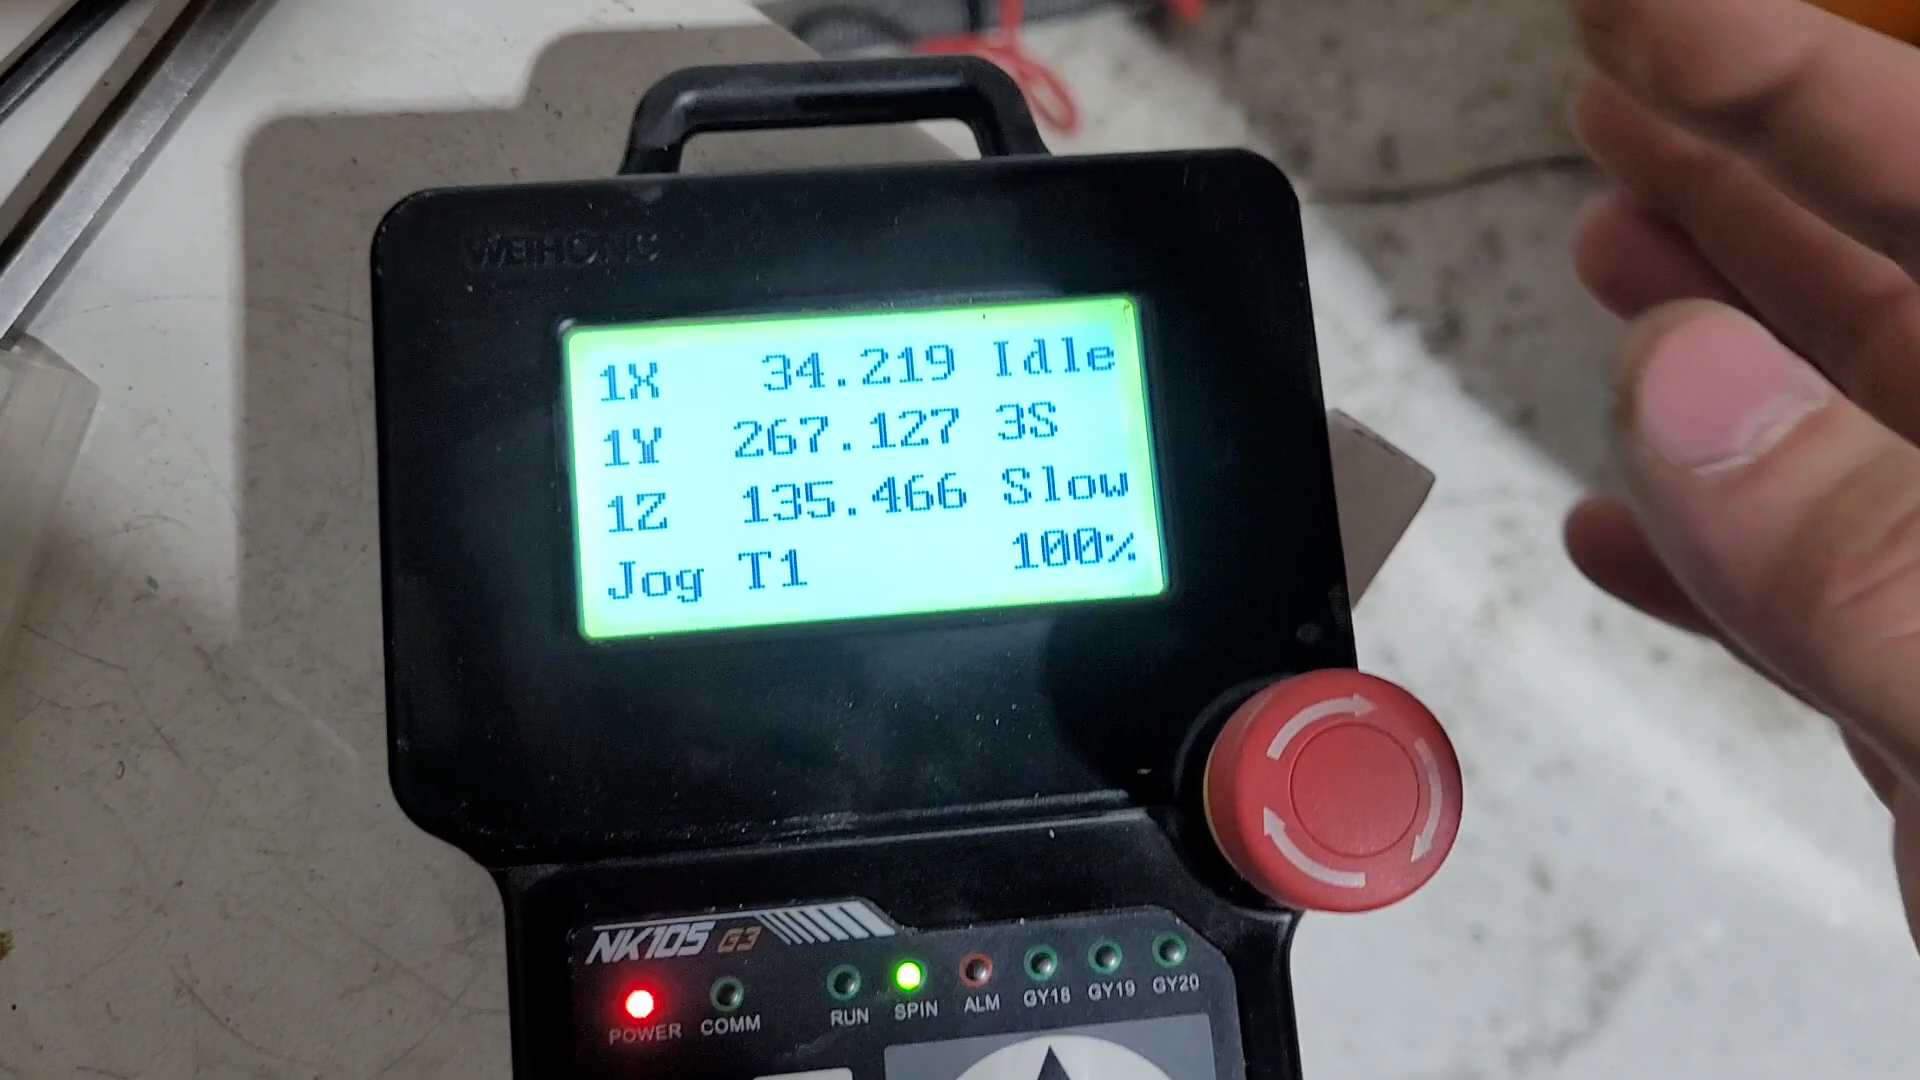 WEIHONG
1X 34.219 Idle
1Y 267.127 3S
1Z 135.466 Slow
Jog T1 100%
NK105 G3
POWER COMM RUN SPIN ALM GY18 GY19 GY20